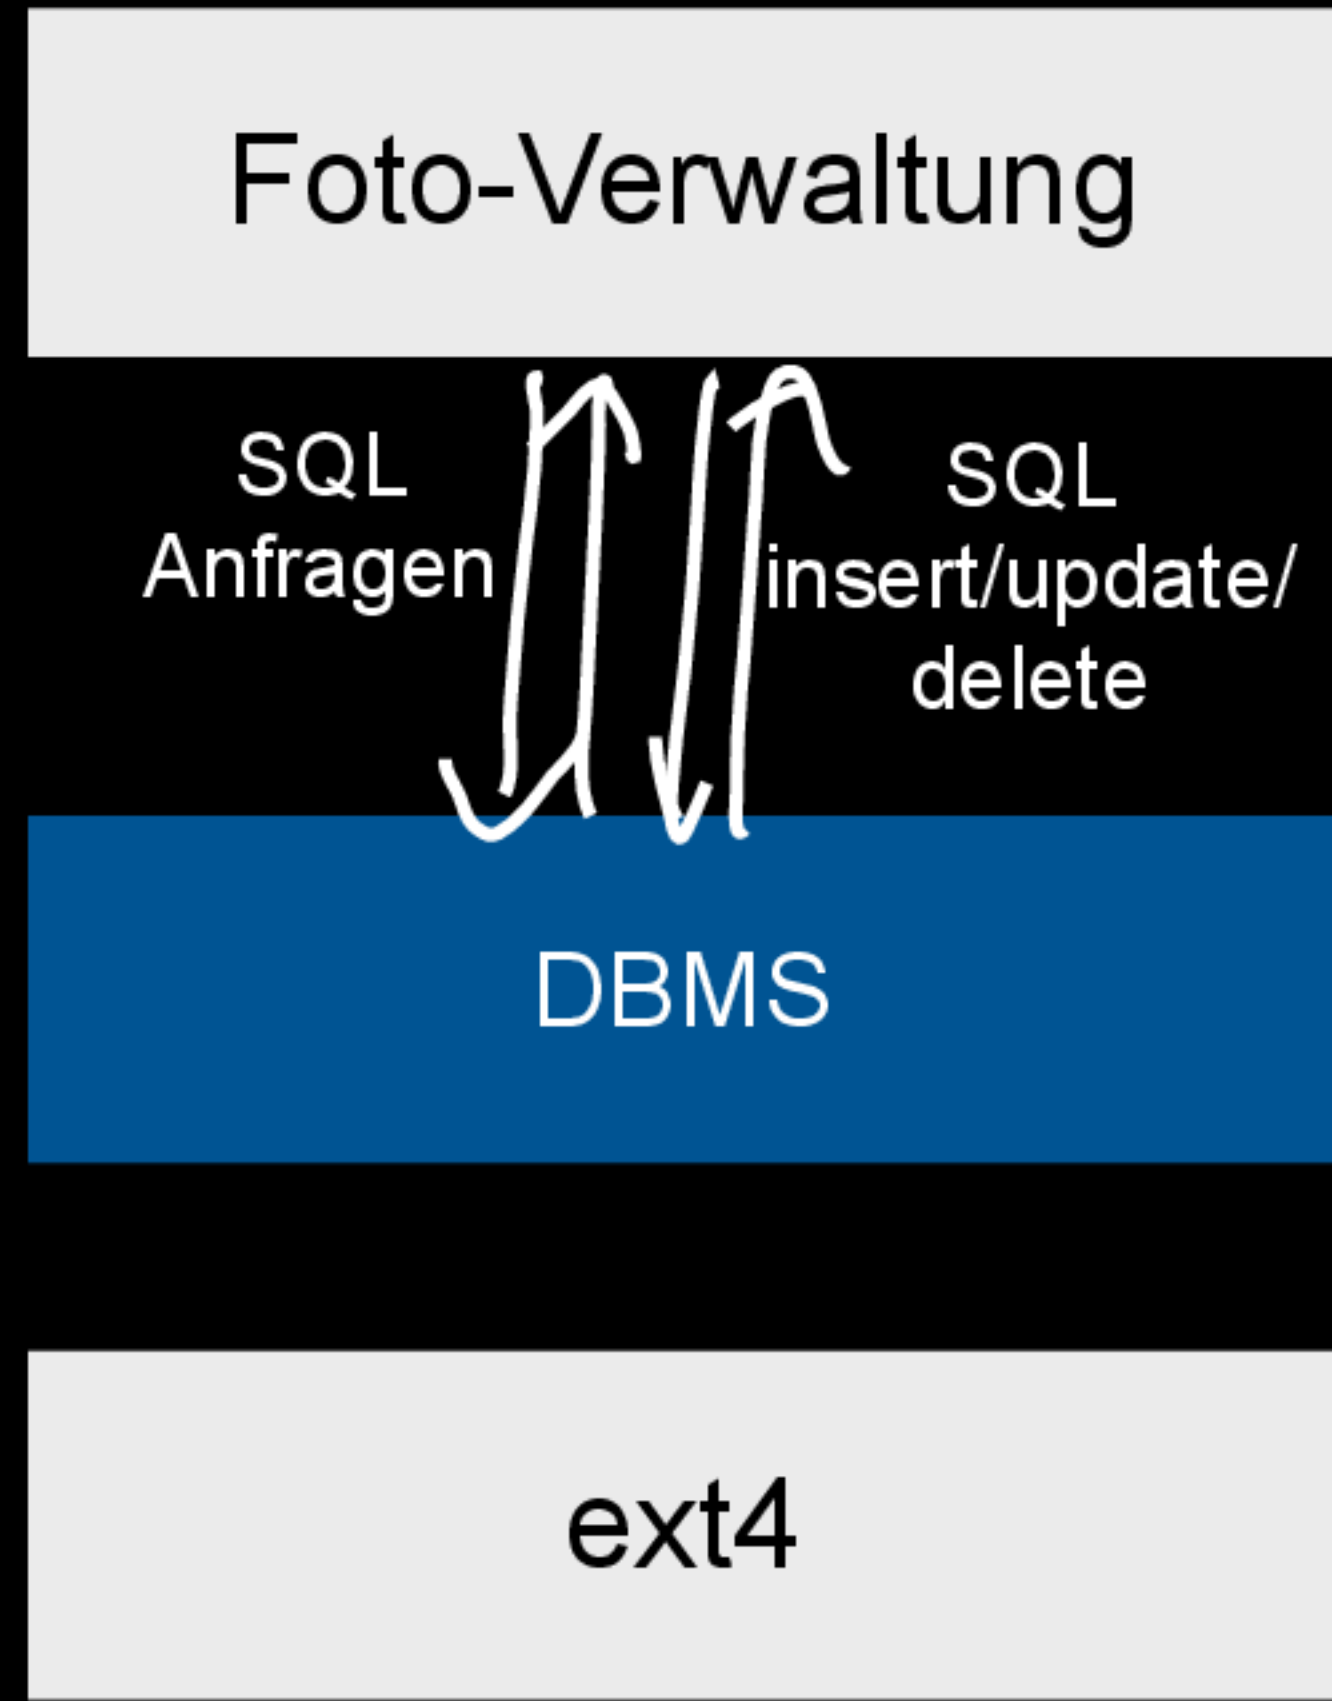 Foto-Verwaltung
SQL
Anfragen
SQL
insert/update/
delete
DBMS
ext4